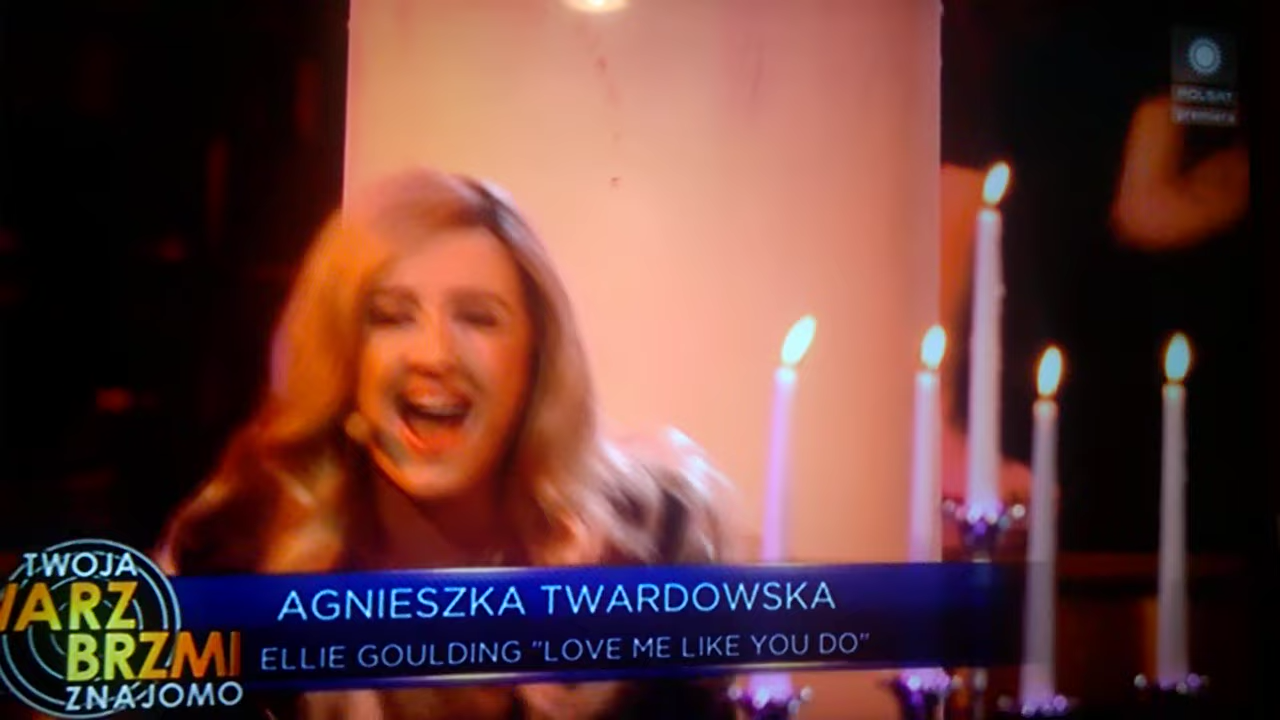 POLSAT
premiera
TWOJA
WARZ
BRZMI
ZNAJOMO
AGNIESZKA TWARDOWSKA
ELLIE GOULDING "LOVE ME LIKE YOU DO"